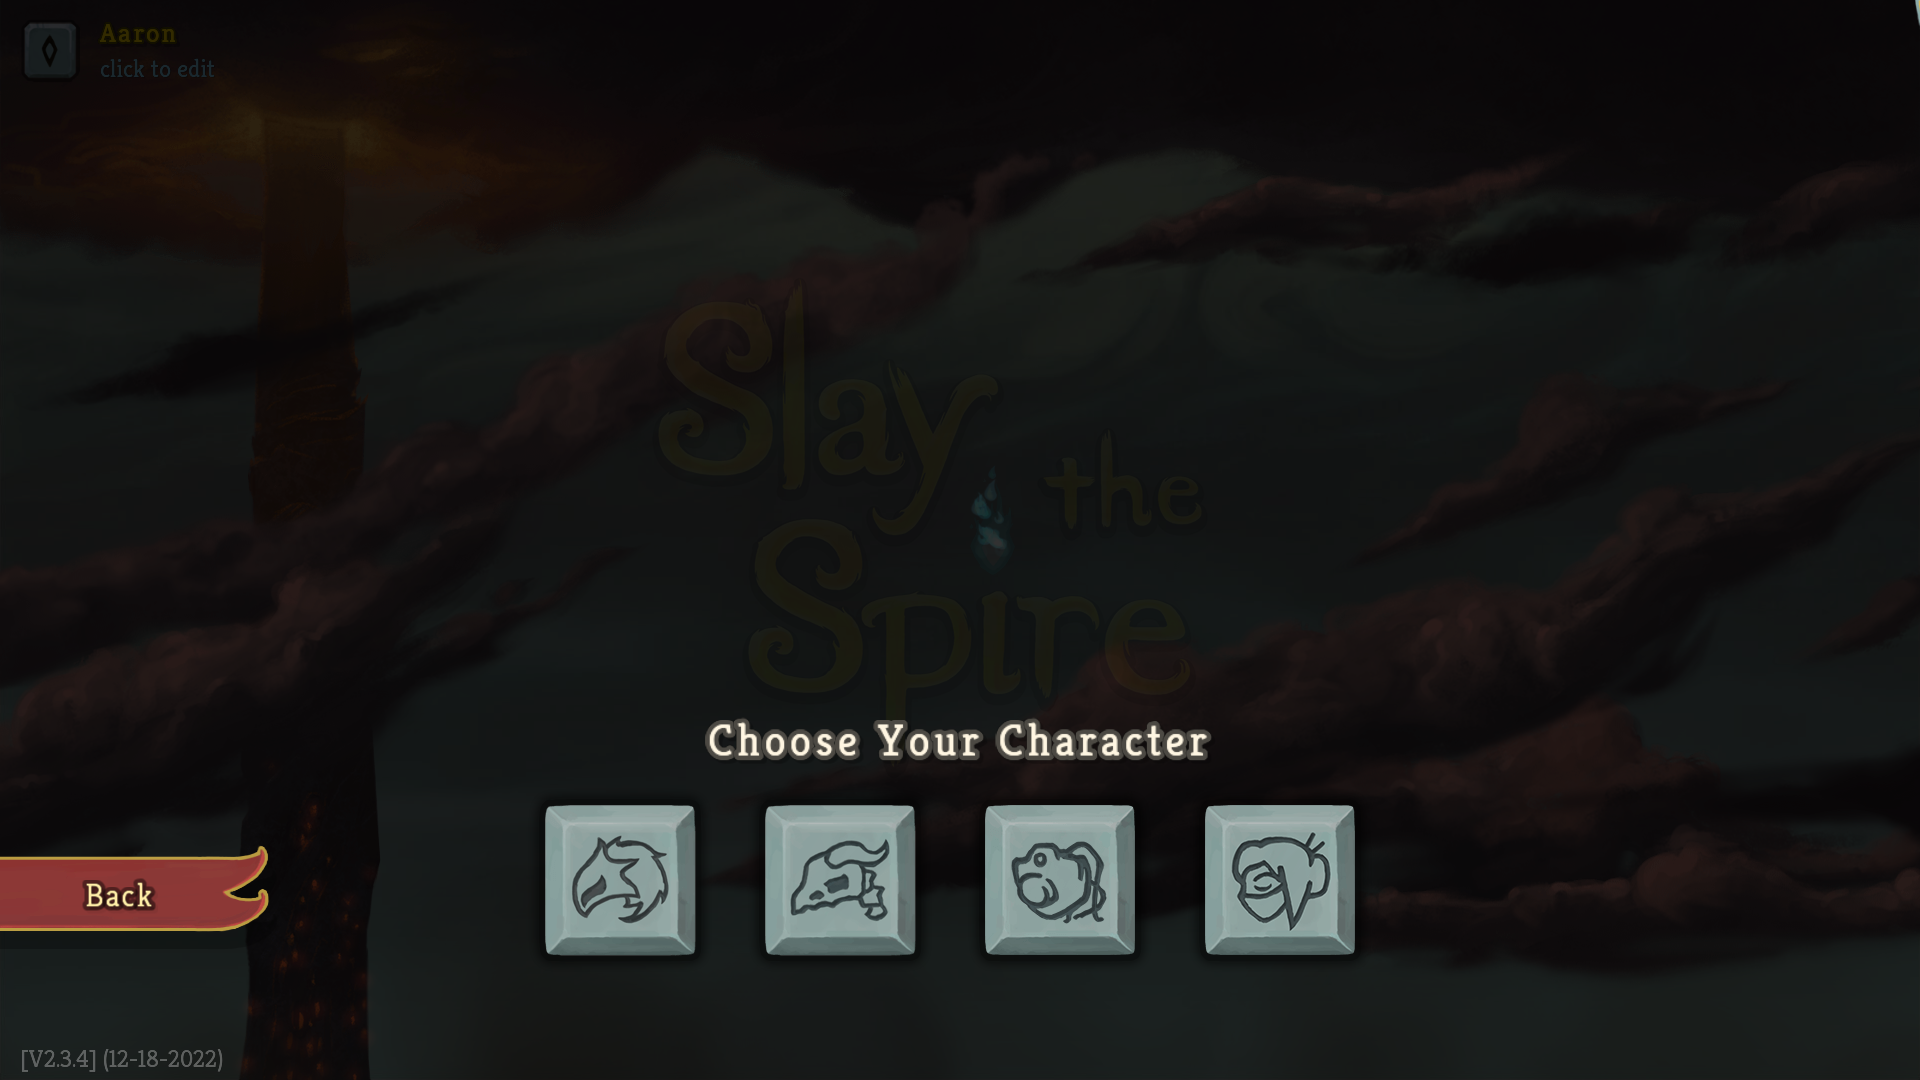 Aaron
click to edit
Slay
the
Spire
Choose Your Character
Back
[V2.3.4] (12-18-2022)